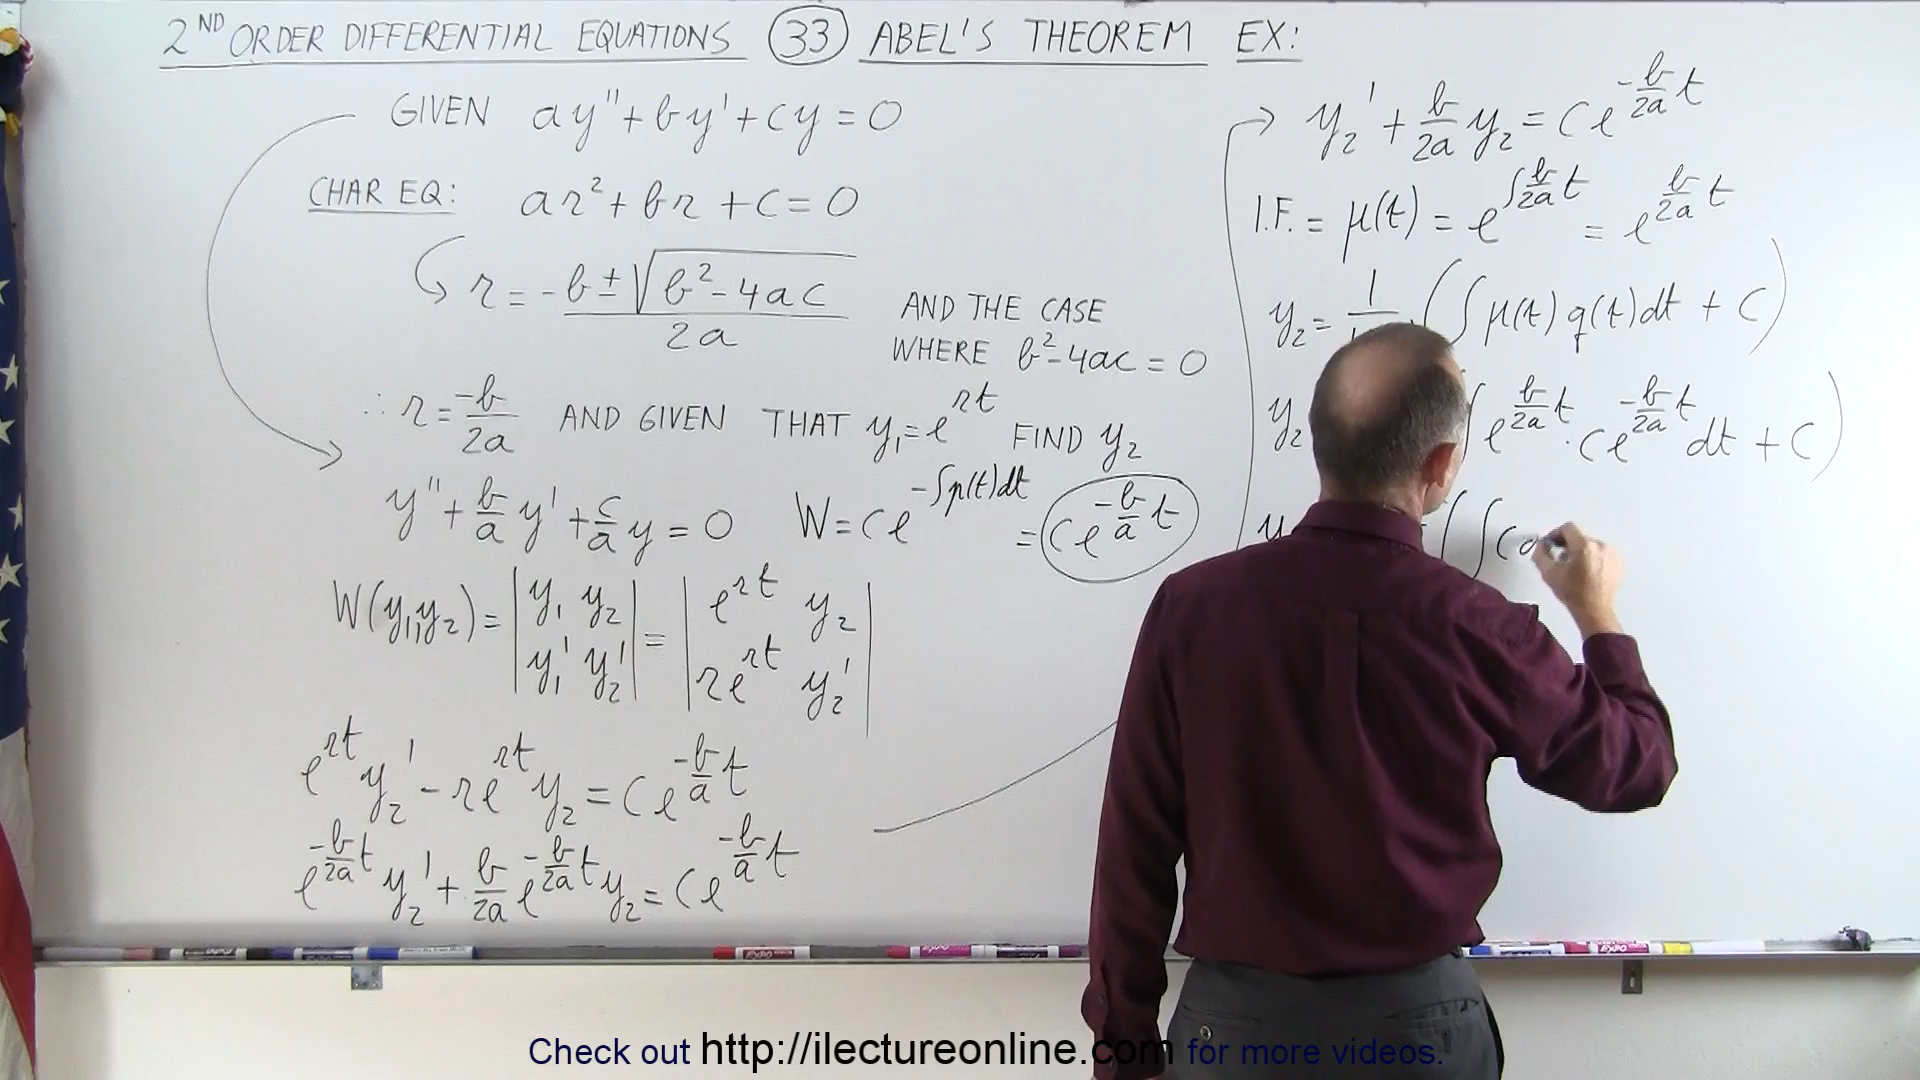 2ND ORDER DIFFERENTIAL EQUATIONS (33) ABEL'S THEOREM EX:
GIVEN ay'' + by' + cy = 0
CHAR EQ: ar² + br + c = 0
r = -b ± √(b² - 4ac) / 2a
AND THE CASE
WHERE b² - 4ac = 0
∴ r = -b/2a AND GIVEN THAT y₁ = e^(rt) FIND y₂
y'' + b/a y' + c/a y = 0 W = Ce^(-∫p(t)dt) = Ce^(-b/a t)
W(y₁, y₂) = |y₁ y₂; y₁' y₂'| = |e^(rt) y₂; re^(rt) y₂'|
e^(rt) y₂' - re^(rt) y₂ = Ce^(-b/a t)
e^(-b/2a t) y₂' + b/2a e^(-b/2a t) y₂ = Ce^(-b/a t)
y₂' + b/2a y₂ = Ce^(-b/2a t)
I.F. = μ(t) = e^(∫b/2a t) = e^(b/2a t)
y₂ = 1/ (∫μ(t) q(t)dt + C)
y₂ ∫ e^(b/2a t) · Ce^(-b/2a t) dt + C)
y (∫ C
Check out http://ilectureonline.com for more videos.